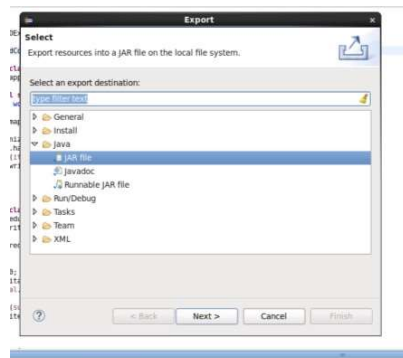 Export
Select
Export resources into a JAR file on the local file system.
Select an export destination:
type filter text
General
Install
Java
JAR file
Javadoc
Runnable JAR file
Run/Debug
Tasks
Team
XML
? < Back Next > Cancel Finish